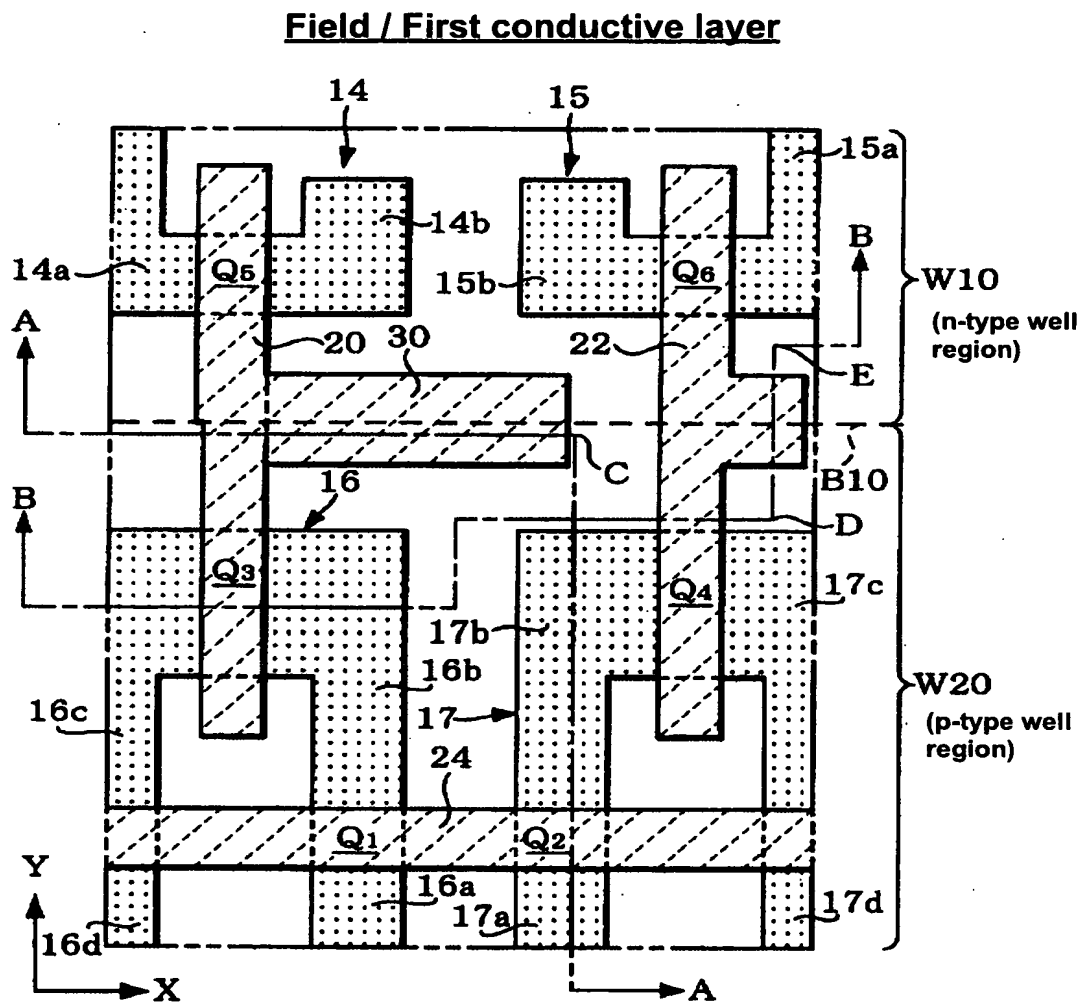 Field / First conductive layer
14
15
15a
14b
B
14a
Q5
15b
Q6
W10
(n-type well
region)
A
20
30
22
E
C
B10
B
16
D
Q3
Q4
17c
17b
16b
W20
(p-type well
region)
16c
17
24
Q1
Q2
Y
16a
17a
17d
16d
X
A